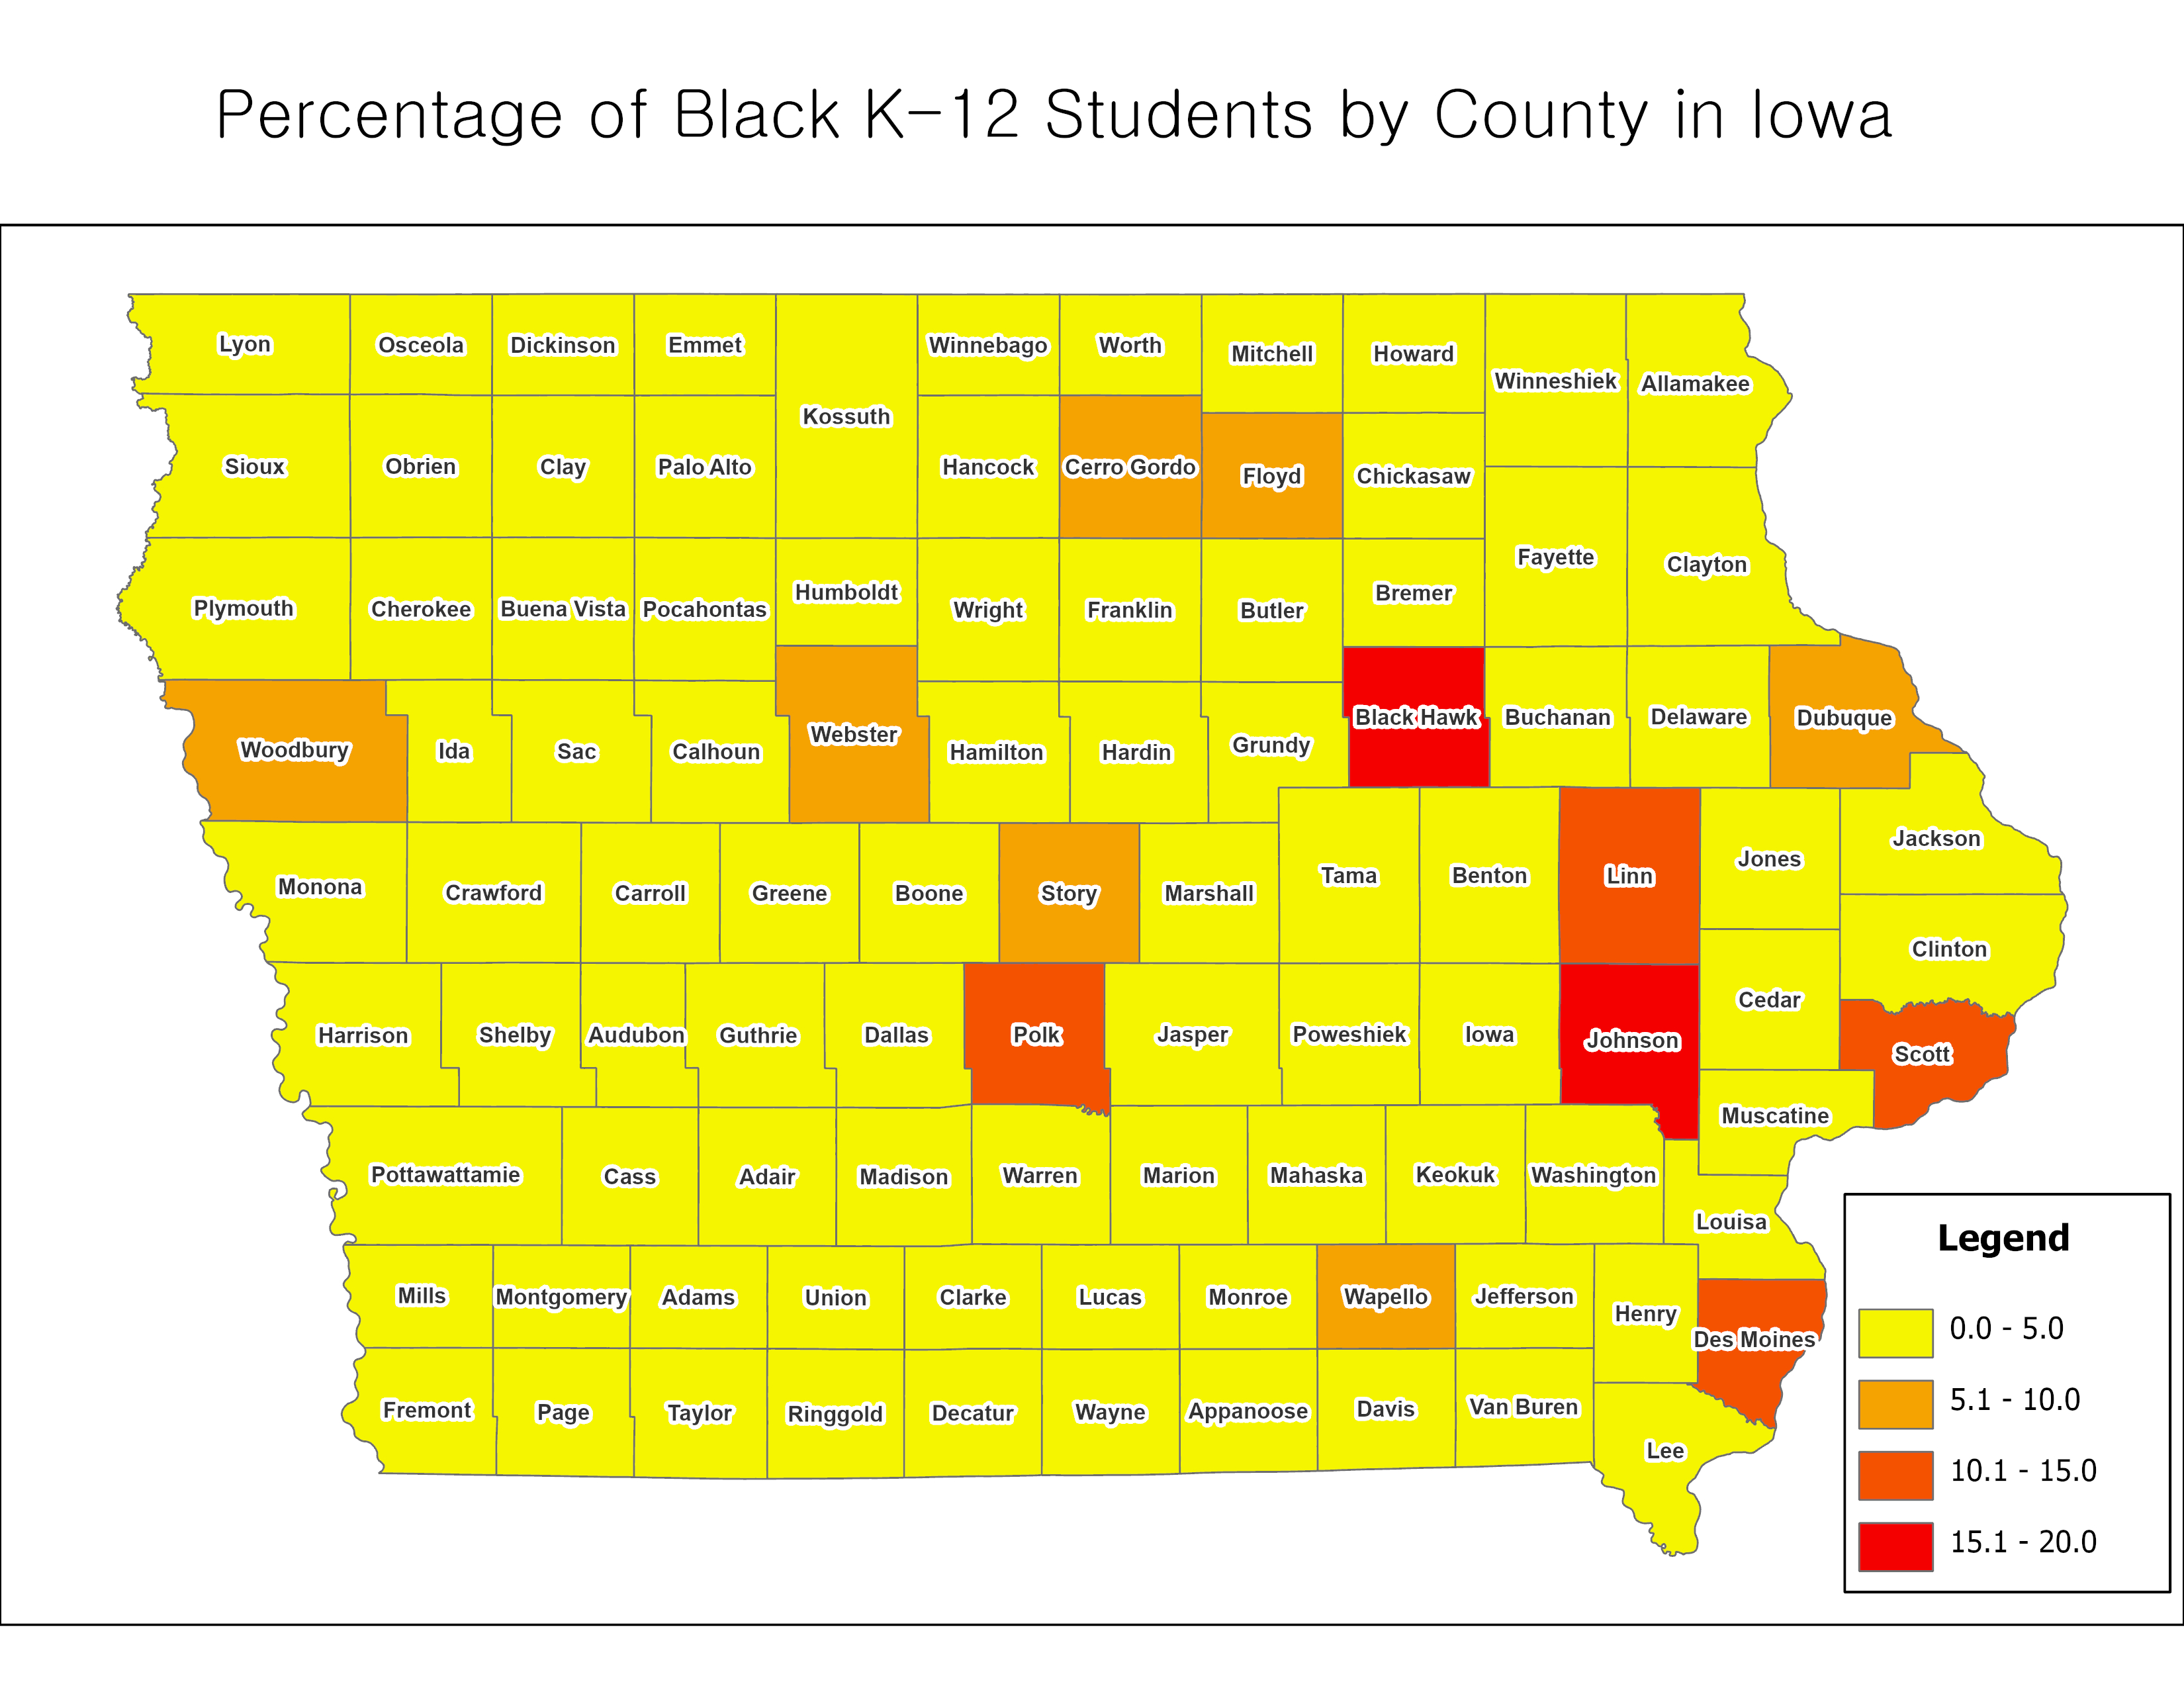 Percentage of Black K-12 Students by County in Iowa
Lyon
Osceola
Dickinson
Emmet
Kossuth
Winnebago
Worth
Mitchell
Howard
Winneshiek
Allamakee
Sioux
Obrien
Clay
Palo Alto
Hancock
Cerro Gordo
Floyd
Chickasaw
Fayette
Clayton
Plymouth
Cherokee
Buena Vista
Pocahontas
Humboldt
Wright
Franklin
Butler
Bremer
Woodbury
Ida
Sac
Calhoun
Webster
Hamilton
Hardin
Grundy
Black Hawk
Buchanan
Delaware
Dubuque
Monona
Crawford
Carroll
Greene
Boone
Story
Marshall
Tama
Benton
Linn
Jones
Jackson
Clinton
Harrison
Shelby
Audubon
Guthrie
Dallas
Polk
Jasper
Poweshiek
Iowa
Johnson
Cedar
Scott
Muscatine
Pottawattamie
Cass
Adair
Madison
Warren
Marion
Mahaska
Keokuk
Washington
Louisa
Mills
Montgomery
Adams
Union
Clarke
Lucas
Monroe
Wapello
Jefferson
Henry
Des Moines
Fremont
Page
Taylor
Ringgold
Decatur
Wayne
Appanoose
Davis
Van Buren
Lee
Legend
0.0 - 5.0
5.1 - 10.0
10.1 - 15.0
15.1 - 20.0